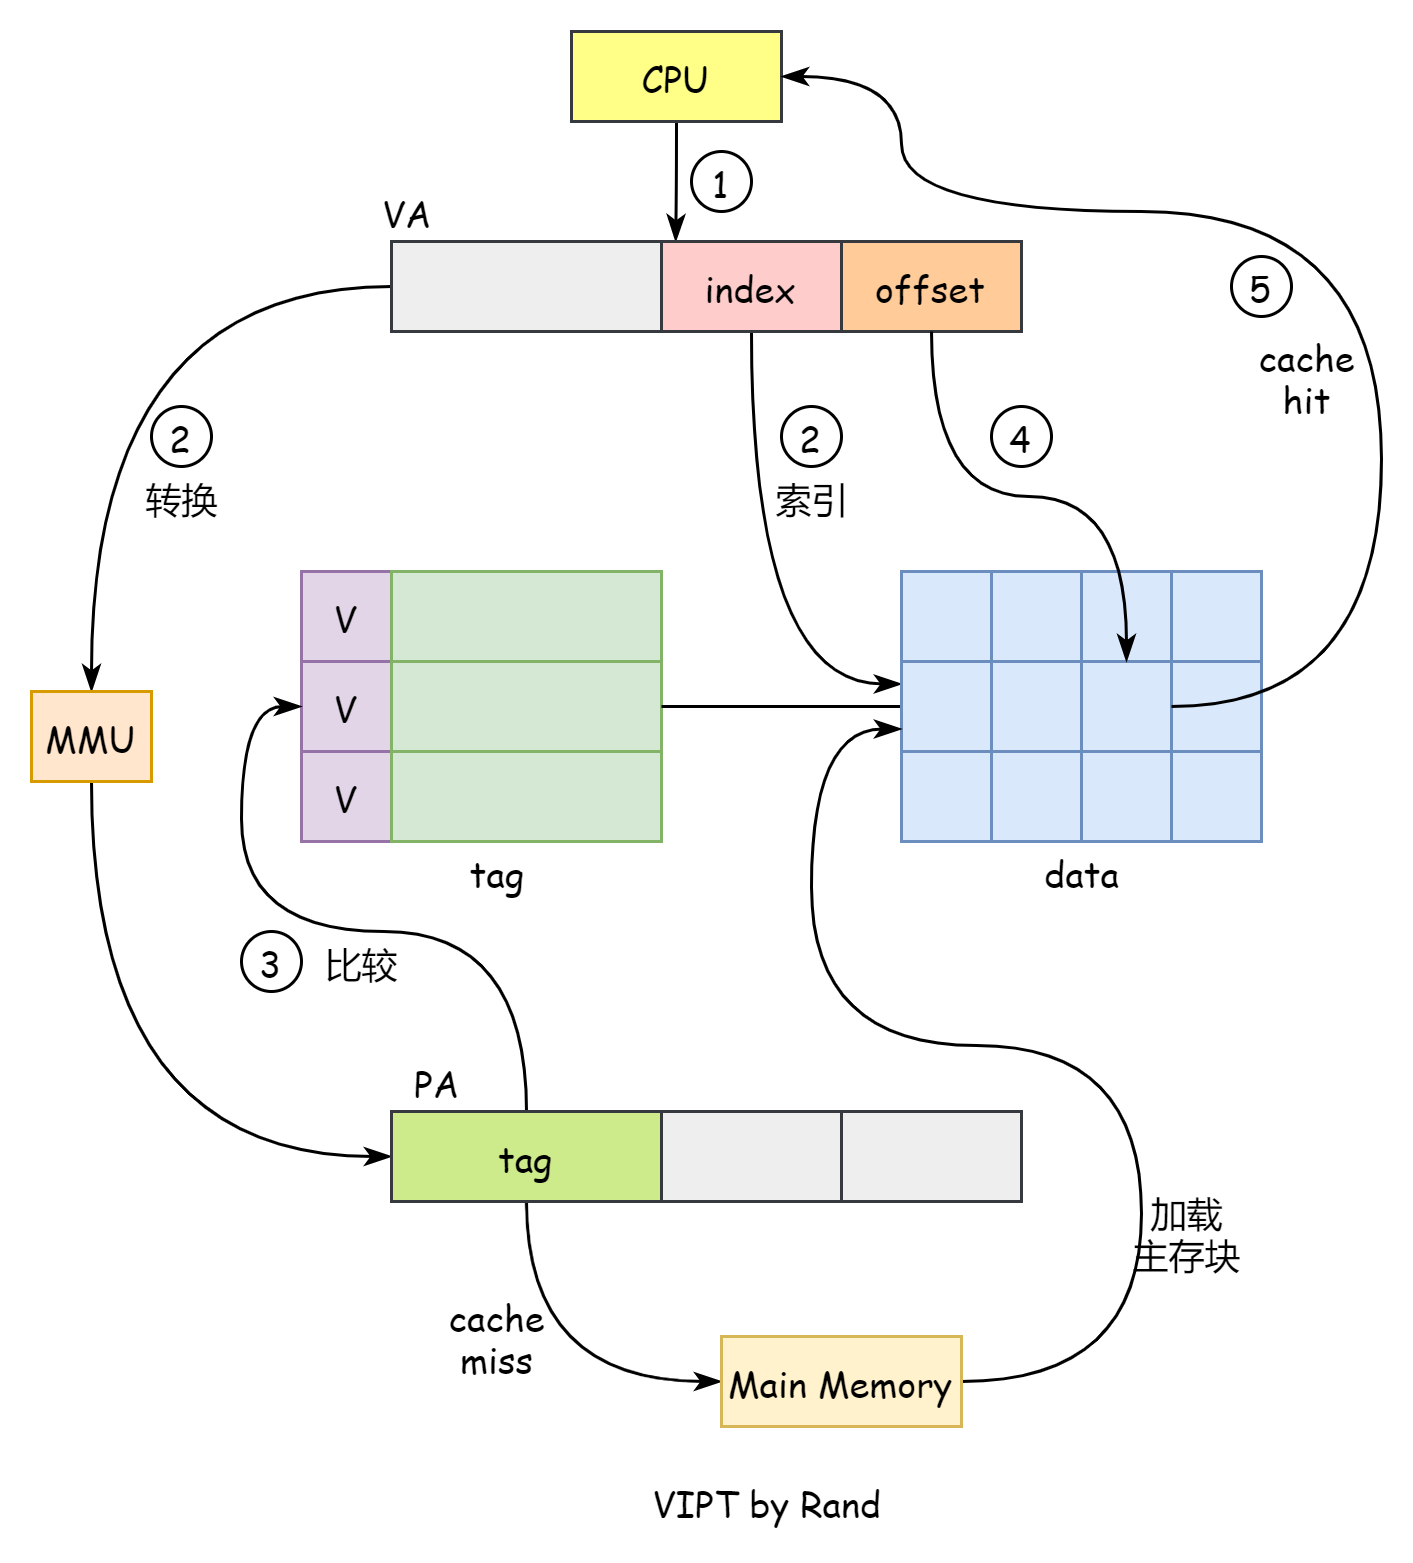 CPU
1
VA
index
offset
5
cache
hit
2
转换
2
索引
4
V
V
V
MMU
tag
data
3
比较
PA
tag
加载
主存块
cache
miss
Main Memory
VIPT by Rand